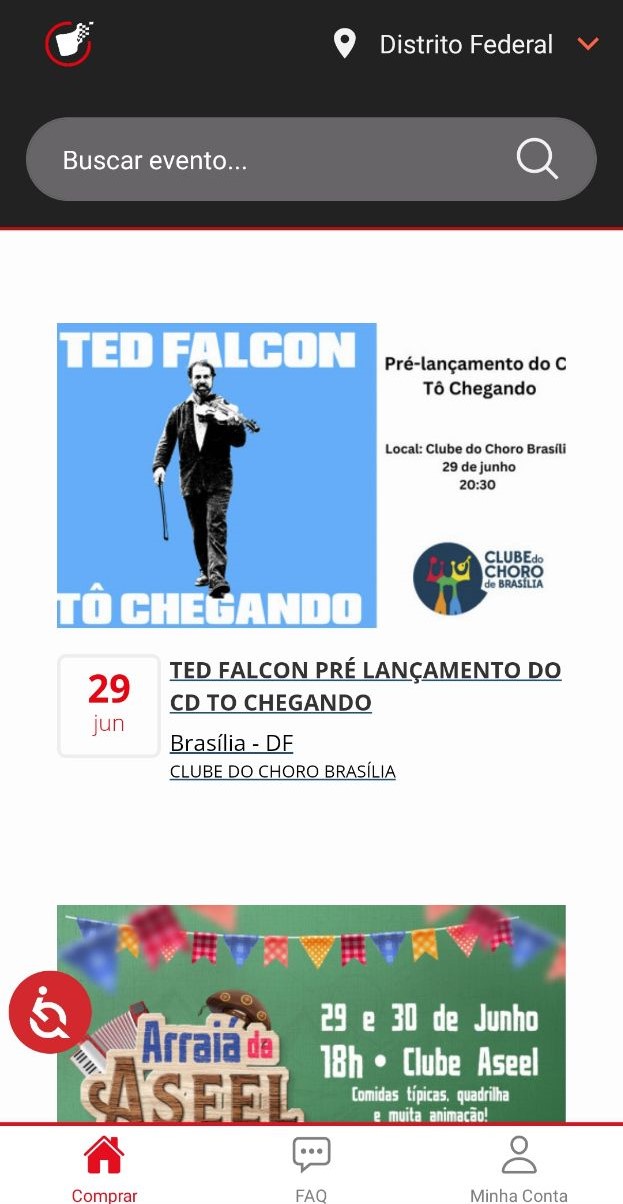 Distrito Federal
Buscar evento...
TED FALCON
TÔ CHEGANDO
Pré-lançamento do C
Tô Chegando
Local: Clube do Choro Brasíli
29 de junho
20:30
CLUBE do
CHORO
de BRASÍLIA
29
jun
TED FALCON PRÉ LANÇAMENTO DO
CD TO CHEGANDO
Brasília - DF
CLUBE DO CHORO BRASÍLIA
Arraiá da
ASEEL
29 e 30 de Junho
18h • Clube Aseel
Comidas típicas, quadrilha
e muita animação!
Comprar
FAQ
Minha Conta